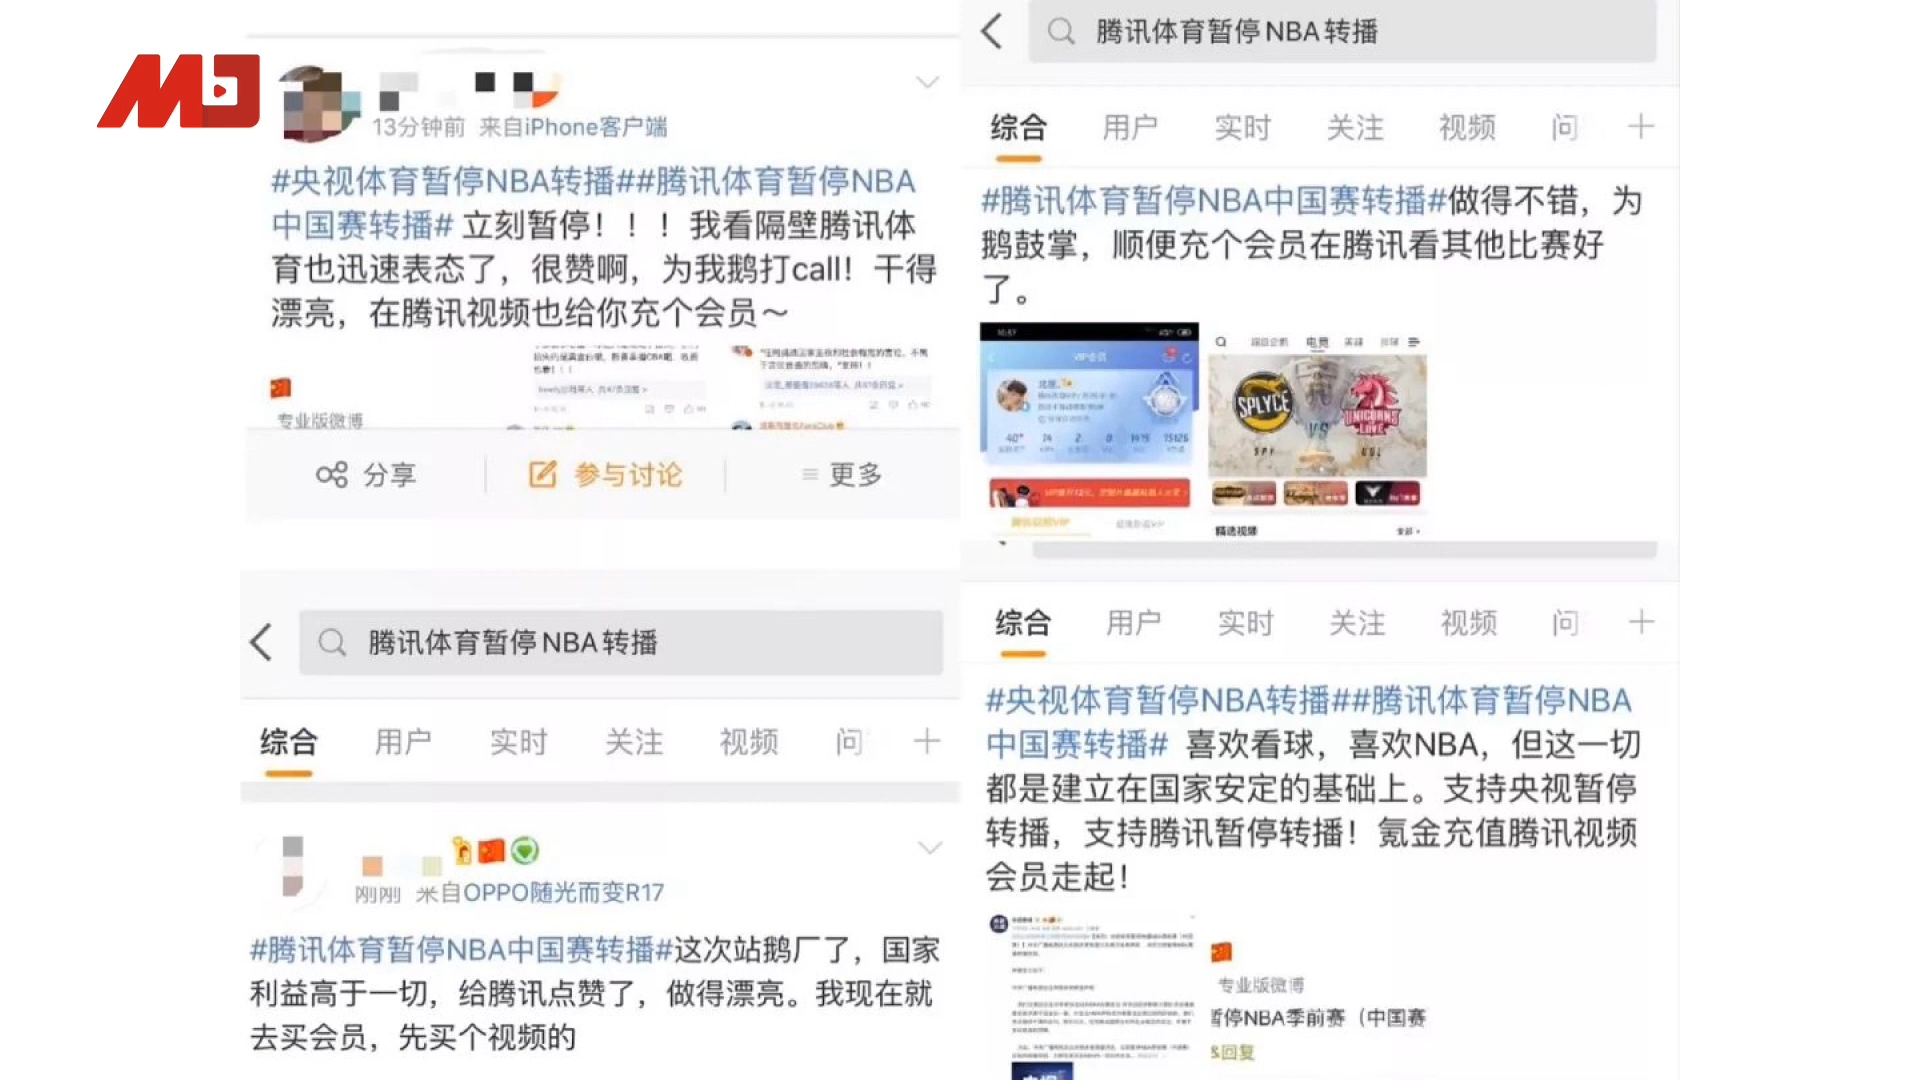 MJ
13分钟前 来自iPhone客户端
#央视体育暂停NBA转播##腾讯体育暂停NBA
中国赛转播# 立刻暂停！！！我看隔壁腾讯体
育也迅速表态了，很赞啊，为我鹅打call！干得
漂亮，在腾讯视频也给你充个会员～
专业版微博
分享
参与讨论
更多
腾讯体育暂停NBA转播
综合 用户 实时 关注 视频 问
刚刚 来自OPPO随光而变R17
#腾讯体育暂停NBA中国赛转播#这次站鹅厂了，国家
利益高于一切，给腾讯点赞了，做得漂亮。我现在就
去买会员，先买个视频的
腾讯体育暂停NBA转播
综合 用户 实时 关注 视频 问
#腾讯体育暂停NBA中国赛转播#做得不错，为
鹅鼓掌，顺便充个会员在腾讯看其他比赛好
了。
VIP会员
电竞
SPLYCE
VS
UNICORNS
OF LOVE
精选视频
综合 用户 实时 关注 视频 问
#央视体育暂停NBA转播##腾讯体育暂停NBA
中国赛转播# 喜欢看球，喜欢NBA，但这一切
都是建立在国家安定的基础上。支持央视暂停
转播，支持腾讯暂停转播！氪金充值腾讯视频
会员走起！
专业版微博
暂停NBA季前赛（中国赛
&回复